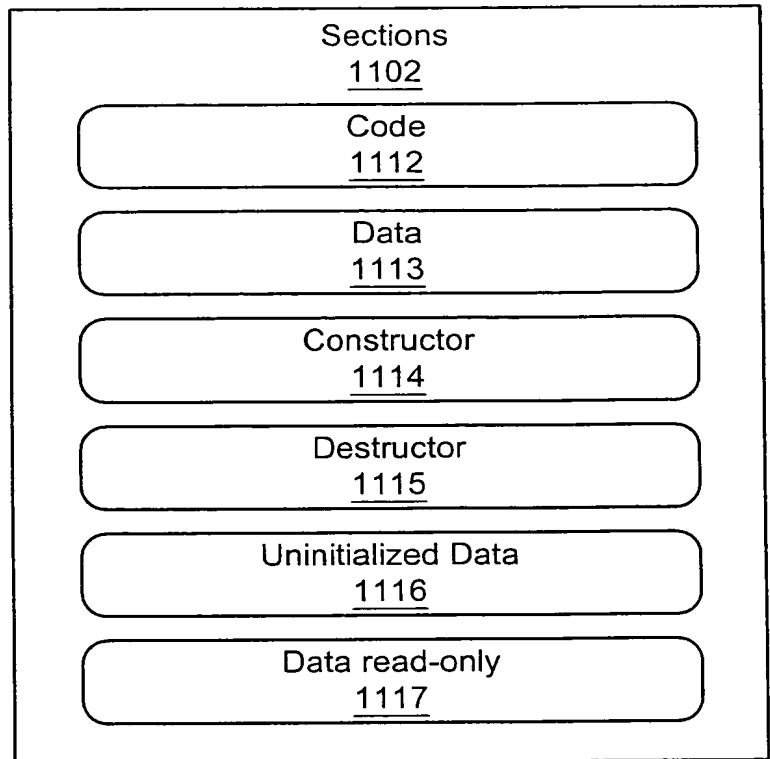 Sections
1102
Code
1112
Data
1113
Constructor
1114
Destructor
1115
Uninitialized Data
1116
Data read-only
1117